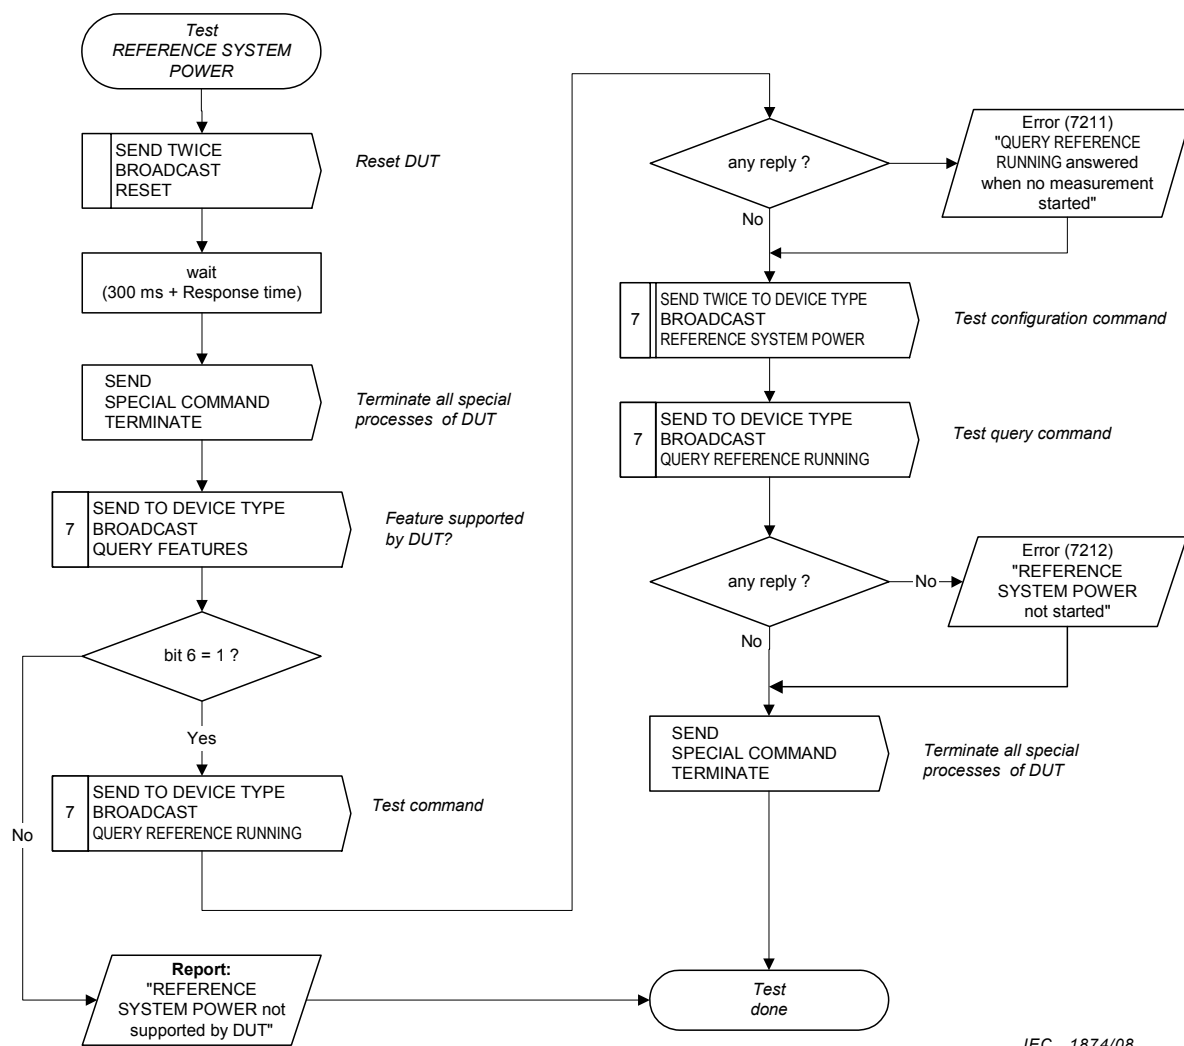 Test
REFERENCE SYSTEM
POWER
SEND TWICE
BROADCAST
RESET
Reset DUT
wait
(300 ms + Response time)
SEND
SPECIAL COMMAND
TERMINATE
Terminate all special
processes of DUT
7
SEND TO DEVICE TYPE
BROADCAST
QUERY FEATURES
Feature supported
by DUT?
bit 6 = 1 ?
Yes
No
7
SEND TO DEVICE TYPE
BROADCAST
QUERY REFERENCE RUNNING
Test command
Report:
"REFERENCE
SYSTEM POWER not
supported by DUT"
any reply ?
No
Error (7211)
"QUERY REFERENCE
RUNNING answered
when no measurement
started"
7
SEND TWICE TO DEVICE TYPE
BROADCAST
REFERENCE SYSTEM POWER
Test configuration command
7
SEND TO DEVICE TYPE
BROADCAST
QUERY REFERENCE RUNNING
Test query command
any reply ?
No
No
Error (7212)
"REFERENCE
SYSTEM POWER
not started"
SEND
SPECIAL COMMAND
TERMINATE
Terminate all special
processes of DUT
Test
done
IEC 1874/08